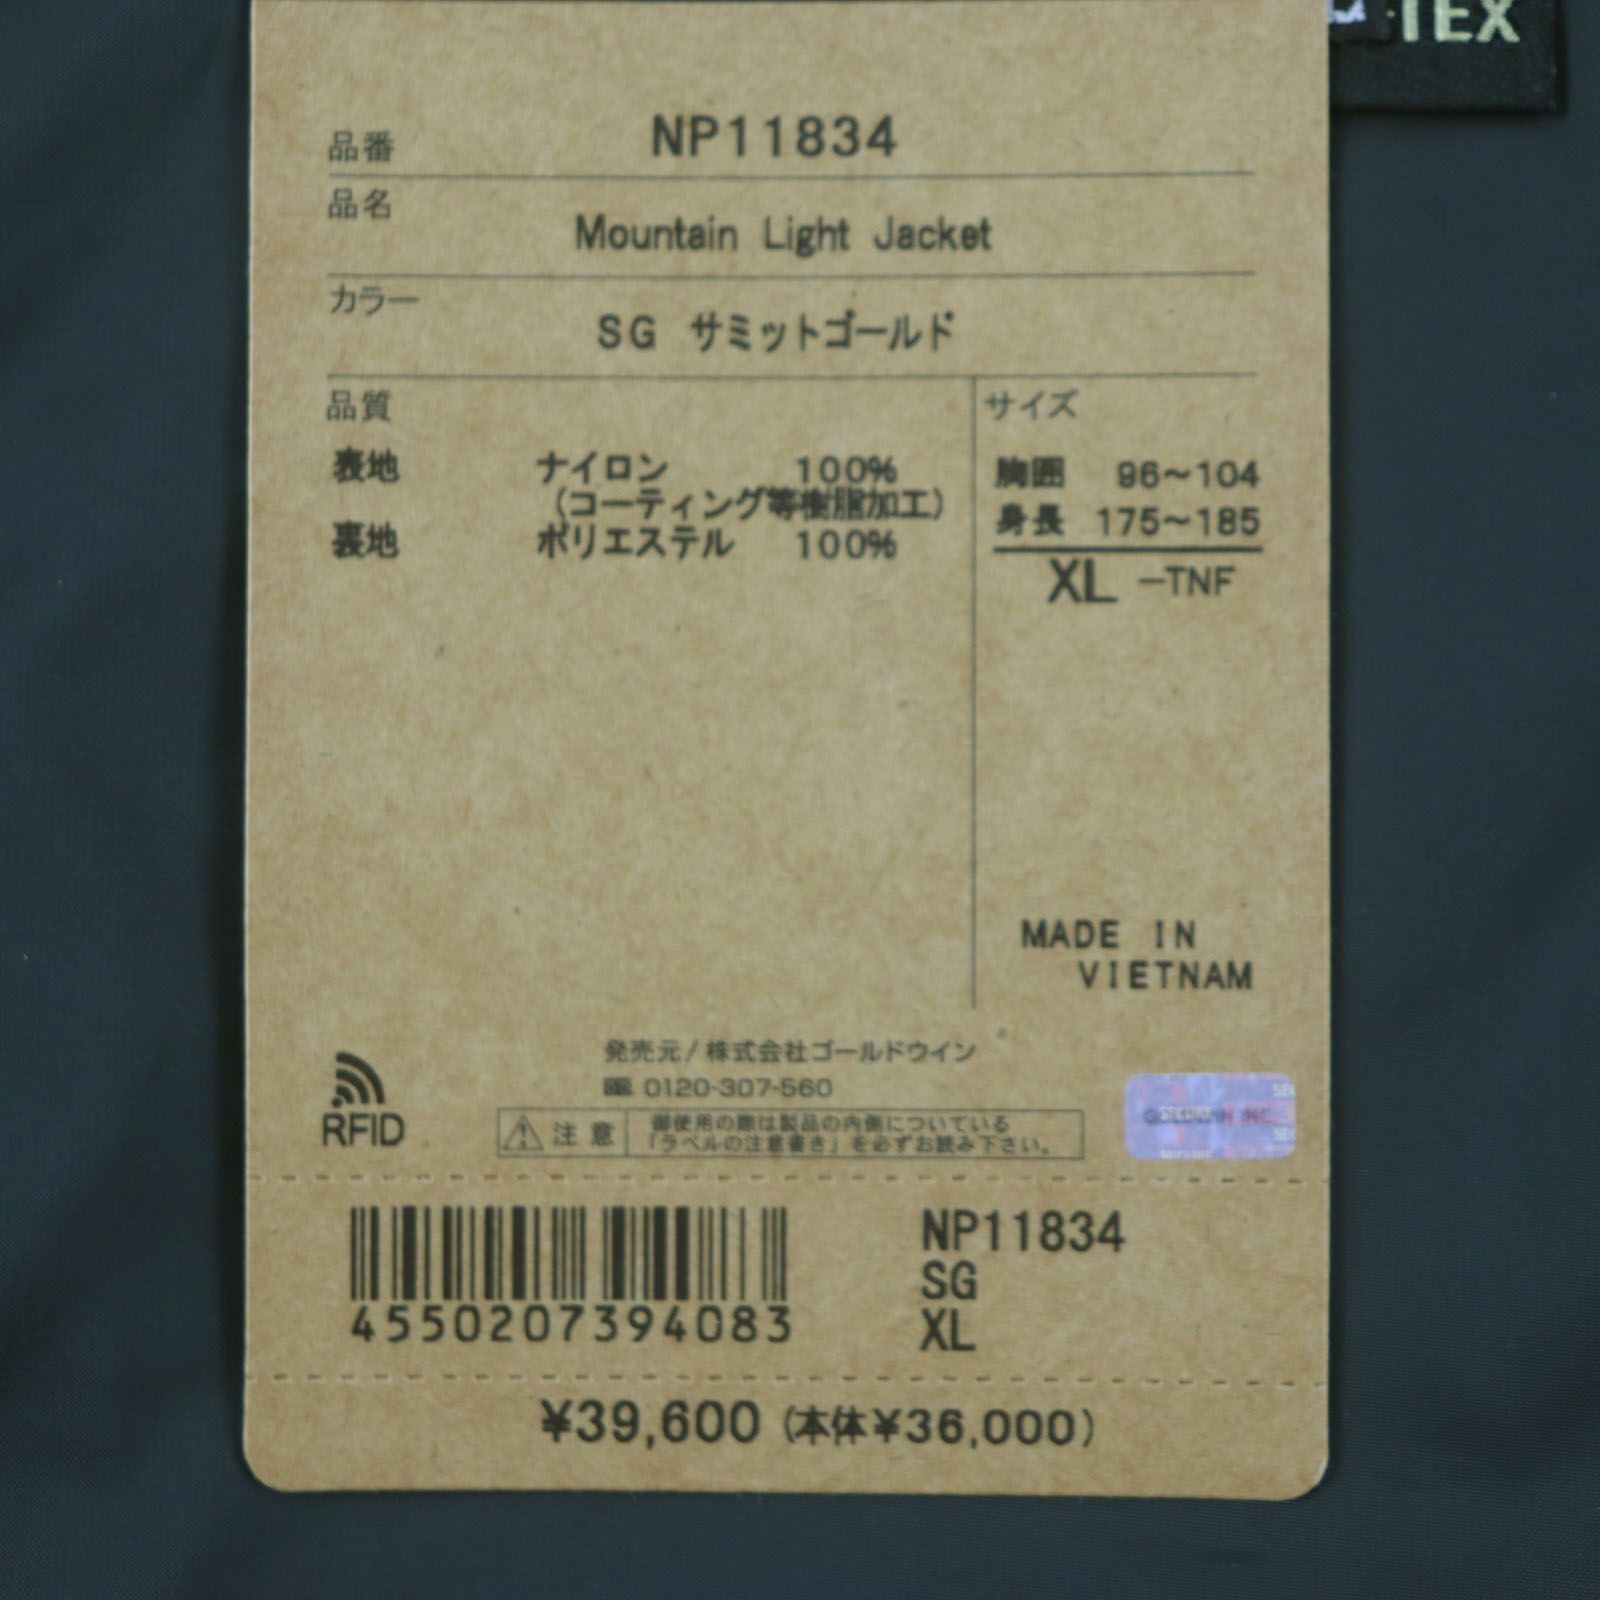 -TEX
品番 NP11834
品名 Mountain Light Jacket
カラー SG サミットゴールド
品質
表地 ナイロン 100%
(コーティング等樹脂加工)
裏地 ポリエステル 100%
サイズ
胸囲 96〜104
身長 175〜185
XL -TNF
MADE IN
VIETNAM
発売元/株式会社ゴールドウイン
0120-307-560
RFID
注意 御使用の際は製品の内側についている
「ラベルの注意書き」を必ずお読み下さい。
4550207394083
NP11834
SG
XL
¥39,600 (本体¥36,000)